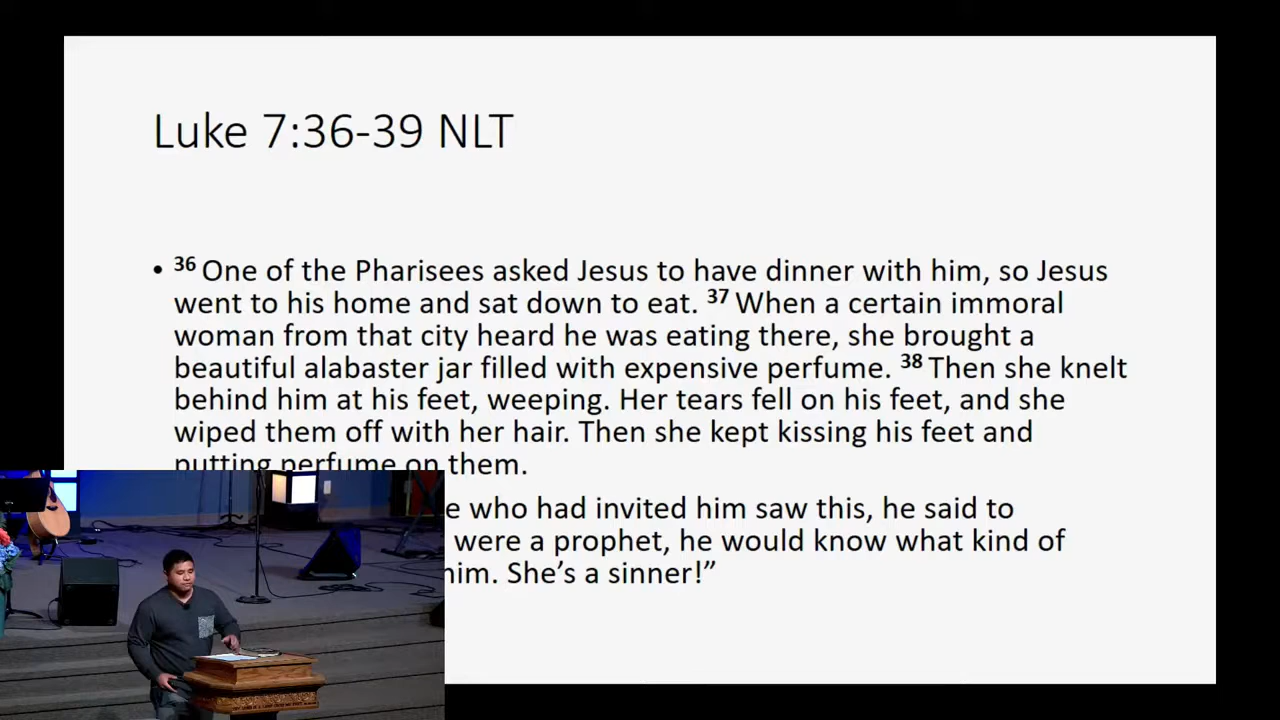 Luke 7:36-39 NLT
• 36 One of the Pharisees asked Jesus to have dinner with him, so Jesus
went to his home and sat down to eat. 37 When a certain immoral
woman from that city heard he was eating there, she brought a
beautiful alabaster jar filled with expensive perfume. 38 Then she knelt
behind him at his feet, weeping. Her tears fell on his feet, and she
wiped them off with her hair. Then she kept kissing his feet and
putting perfume on them.
who had invited him saw this, he said to
were a prophet, he would know what kind of
him. She’s a sinner!”